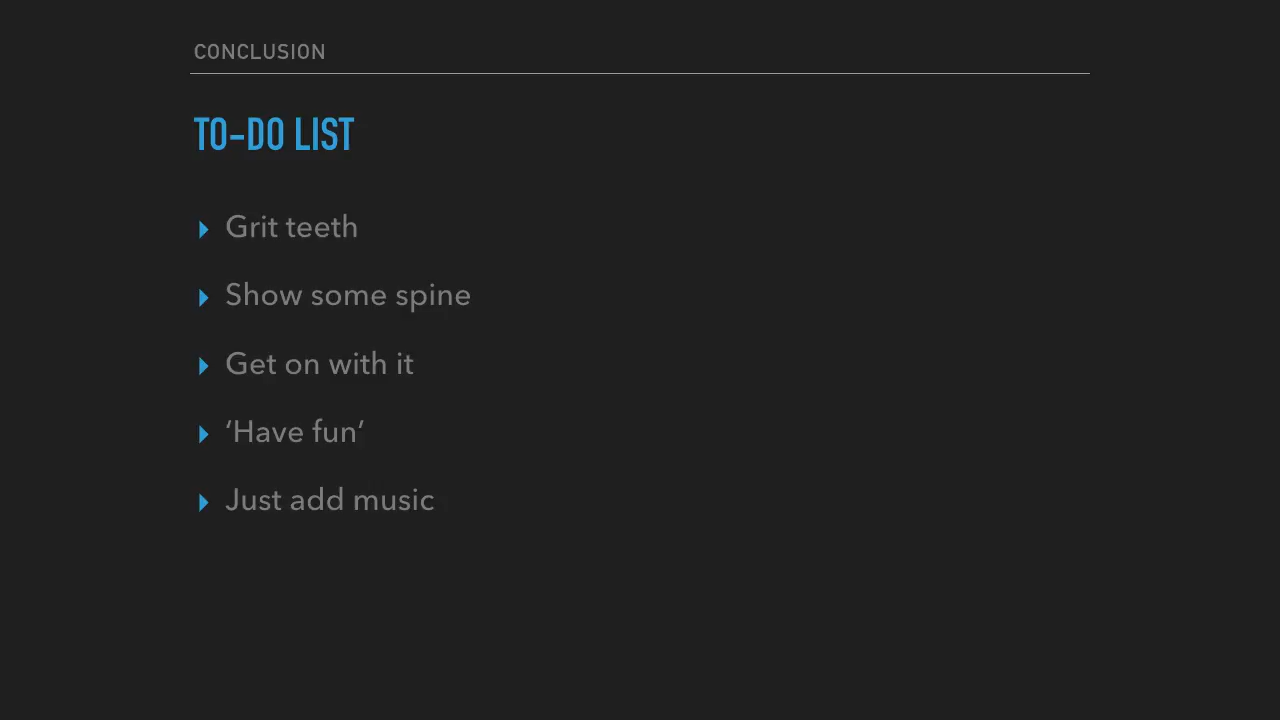 CONCLUSION
TO-DO LIST
▸ Grit teeth
▸ Show some spine
▸ Get on with it
▸ ‘Have fun’
▸ Just add music